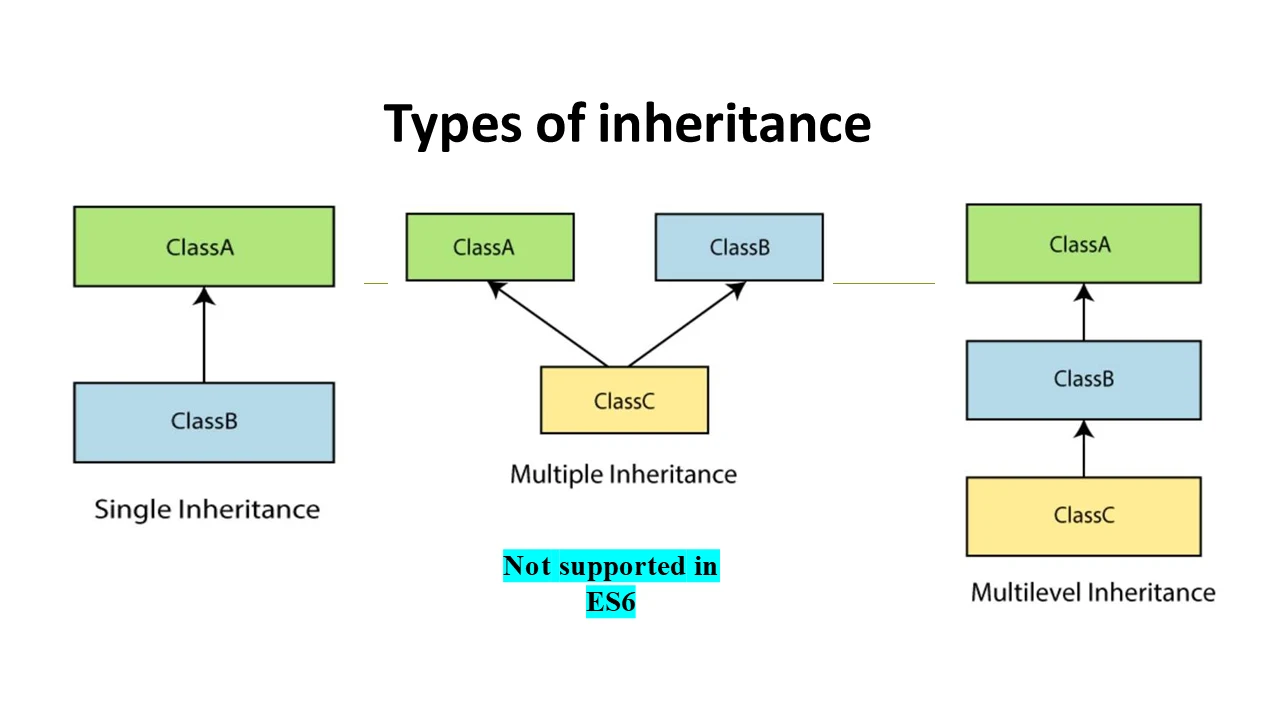 Types of inheritance
ClassA
ClassB
Single Inheritance
ClassA
ClassB
ClassC
Multiple Inheritance
Not supported in
ES6
ClassA
ClassB
ClassC
Multilevel Inheritance